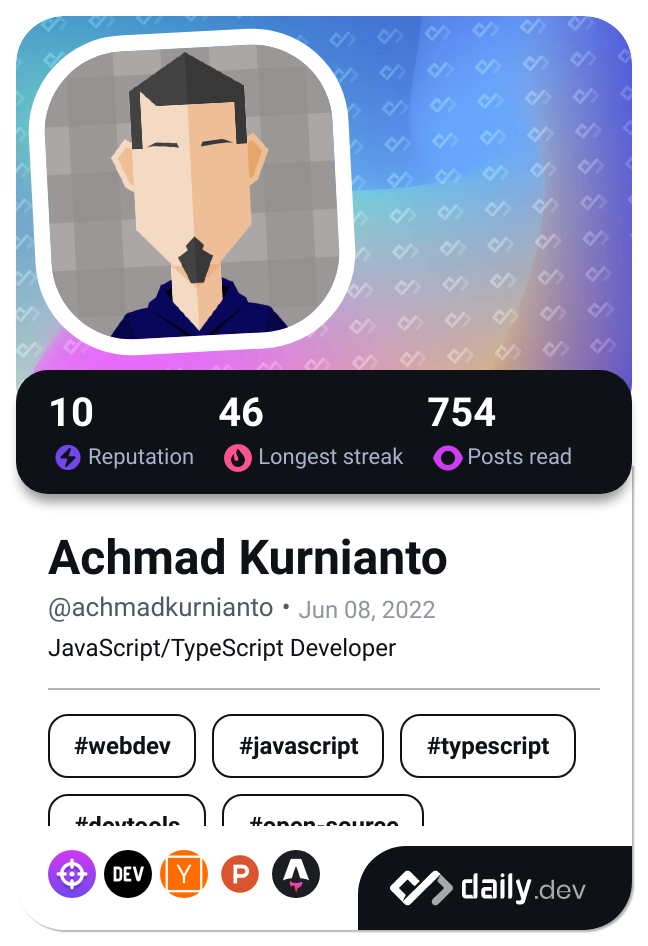 10 46 754
Reputation Longest streak Posts read
Achmad Kurnianto
@achmadkurnianto • Jun 08, 2022
JavaScript/TypeScript Developer
#webdev #javascript #typescript
#devtools #open-source
DEV Y P
daily.dev